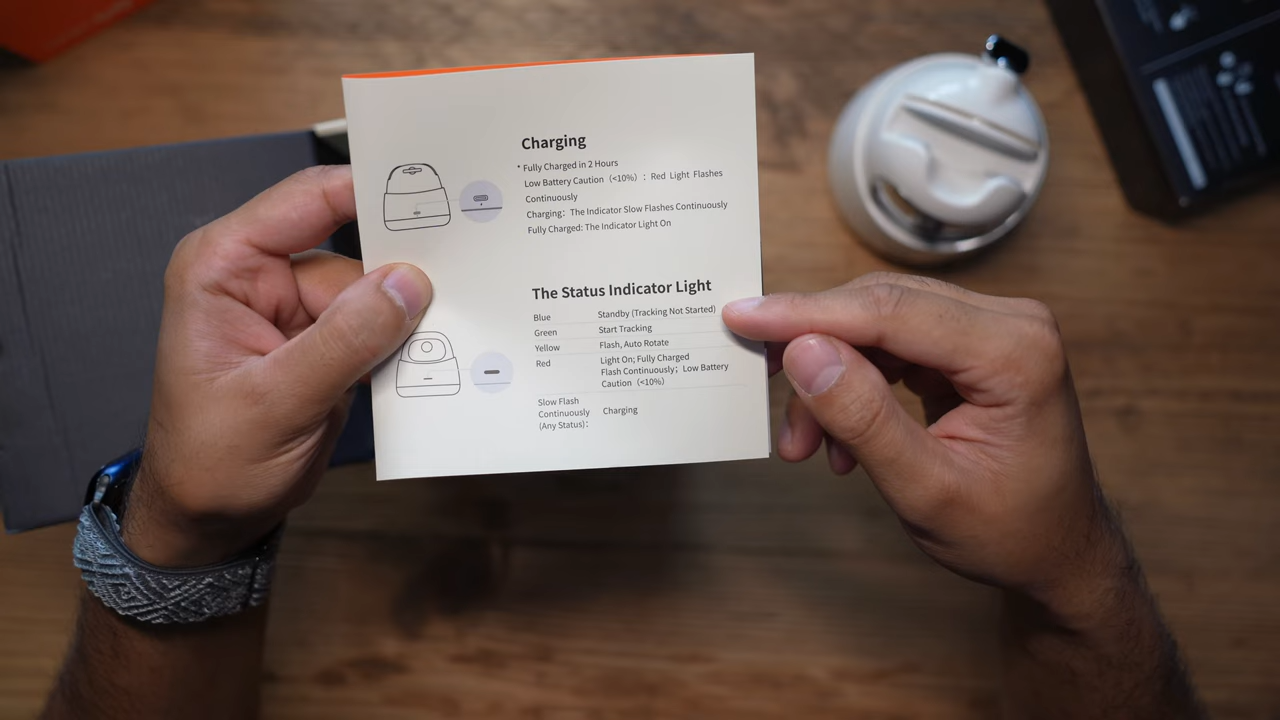 Charging
* Fully Charged in 2 Hours
Low Battery Caution（<10%）：Red Light Flashes
Continuously
Charging：The Indicator Slow Flashes Continuously
Fully Charged: The Indicator Light On
The Status Indicator Light
Blue Standby (Tracking Not Started)
Green Start Tracking
Yellow Flash, Auto Rotate
Red Light On; Fully Charged
Flash Continuously；Low Battery
Caution（<10%）
Slow Flash
Continuously Charging
(Any Status)：